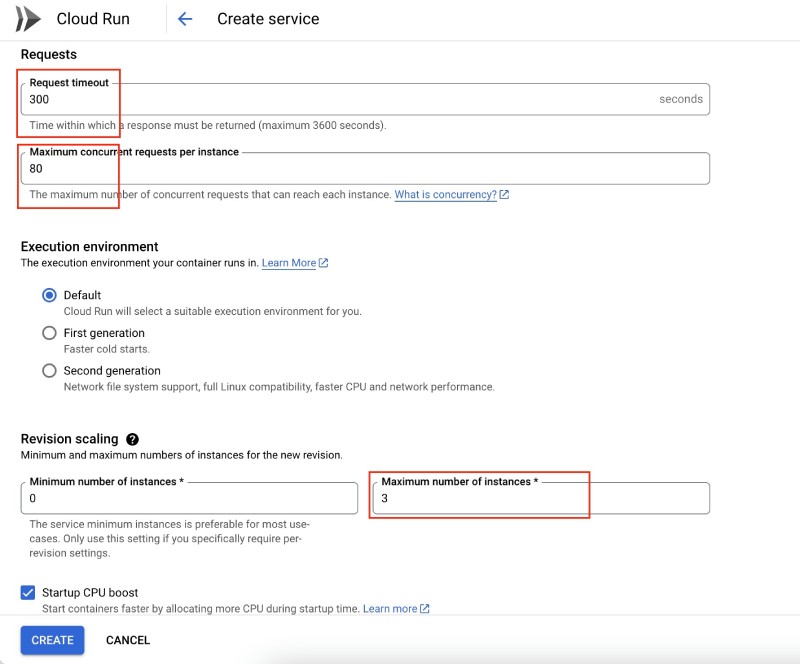 Cloud Run
Create service
Requests
Request timeout
300
seconds
Time within which a response must be returned (maximum 3600 seconds).
Maximum concurrent requests per instance
80
The maximum number of concurrent requests that can reach each instance. What is concurrency?
Execution environment
The execution environment your container runs in. Learn More
Default
Cloud Run will select a suitable execution environment for you.
First generation
Faster cold starts.
Second generation
Network file system support, full Linux compatibility, faster CPU and network performance.
Revision scaling ?
Minimum and maximum numbers of instances for the new revision.
Minimum number of instances *
0
The service minimum instances is preferable for most use-
cases. Only use this setting if you specifically require per-
revision settings.
Maximum number of instances *
3
Startup CPU boost
Start containers faster by allocating more CPU during startup time. Learn more
CREATE
CANCEL